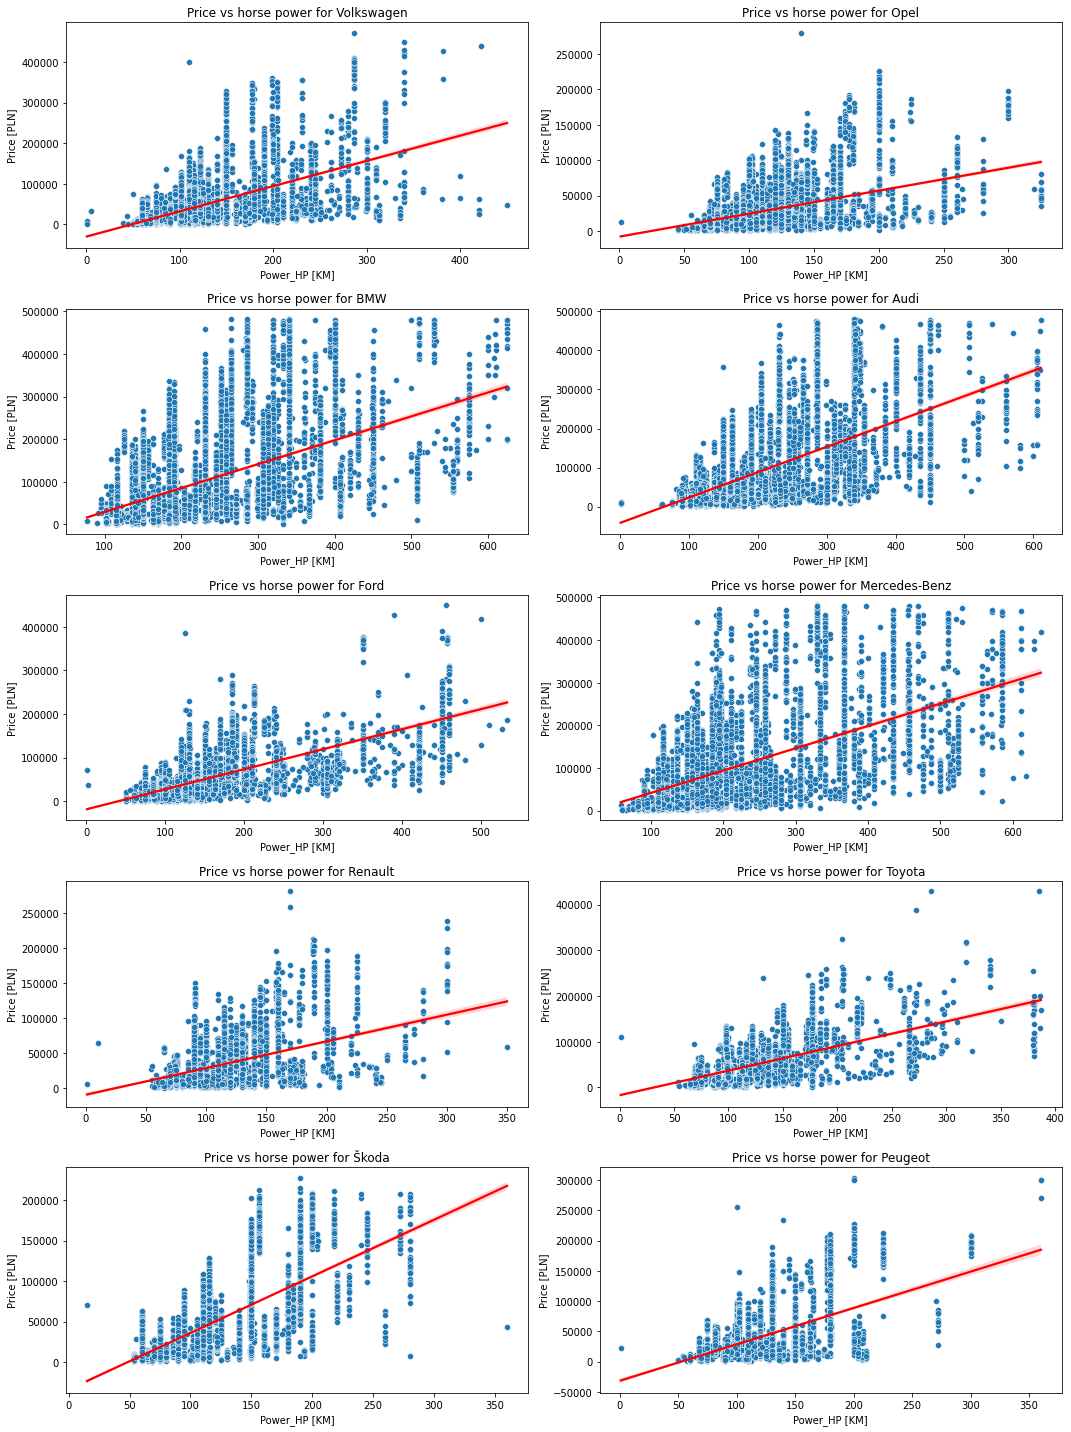 Price vs horse power for Volkswagen
Price [PLN]
400000
300000
200000
100000
0
0 100 200 300 400
Power_HP [KM]
Price vs horse power for Opel
Price [PLN]
250000
200000
150000
100000
50000
0
0 50 100 150 200 250 300
Power_HP [KM]
Price vs horse power for BMW
Price [PLN]
500000
400000
300000
200000
100000
0
100 200 300 400 500 600
Power_HP [KM]
Price vs horse power for Audi
Price [PLN]
500000
400000
300000
200000
100000
0
0 100 200 300 400 500 600
Power_HP [KM]
Price vs horse power for Ford
Price [PLN]
400000
300000
200000
100000
0
0 100 200 300 400 500
Power_HP [KM]
Price vs horse power for Mercedes-Benz
Price [PLN]
500000
400000
300000
200000
100000
0
100 200 300 400 500 600
Power_HP [KM]
Price vs horse power for Renault
Price [PLN]
250000
200000
150000
100000
50000
0
0 50 100 150 200 250 300 350
Power_HP [KM]
Price vs horse power for Toyota
Price [PLN]
400000
300000
200000
100000
0
0 50 100 150 200 250 300 350 400
Power_HP [KM]
Price vs horse power for Škoda
Price [PLN]
200000
150000
100000
50000
0
0 50 100 150 200 250 300 350
Power_HP [KM]
Price vs horse power for Peugeot
Price [PLN]
300000
250000
200000
150000
100000
50000
0
−50000
0 50 100 150 200 250 300 350
Power_HP [KM]